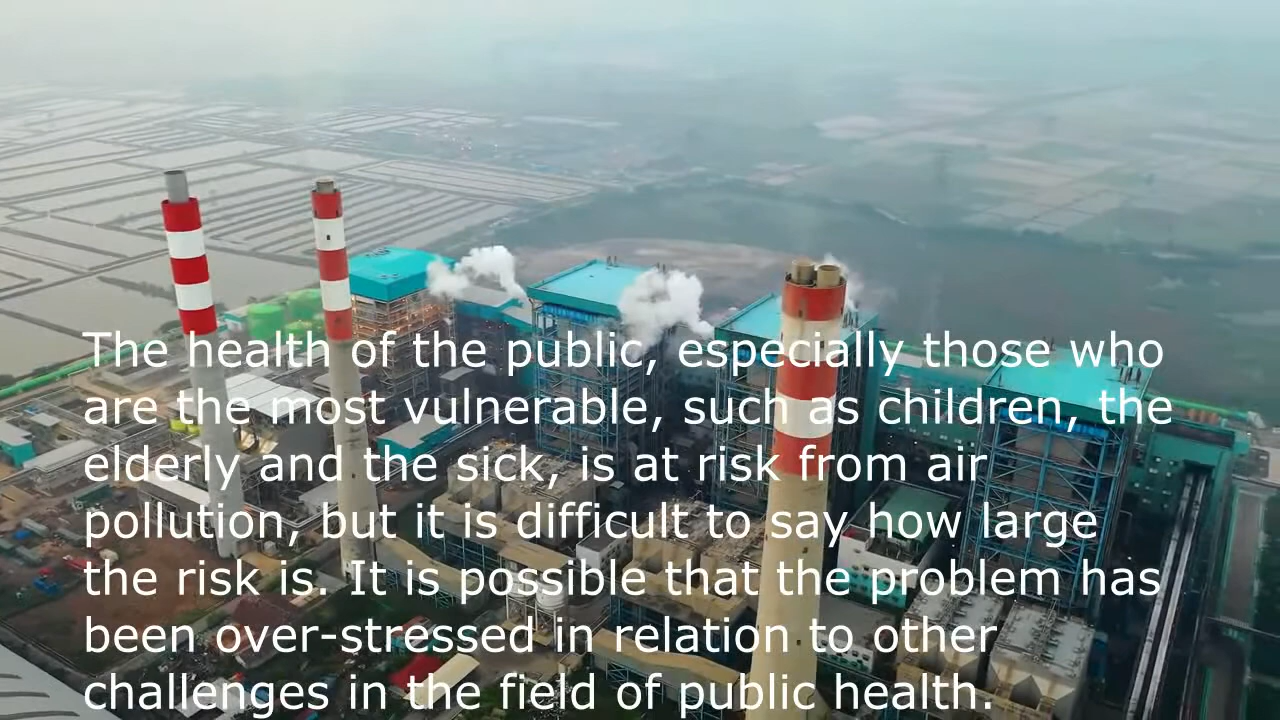 The health of the public, especially those who
are the most vulnerable, such as children, the
elderly and the sick, is at risk from air
pollution, but it is difficult to say how large
the risk is. It is possible that the problem has
been over-stressed in relation to other
challenges in the field of public health.